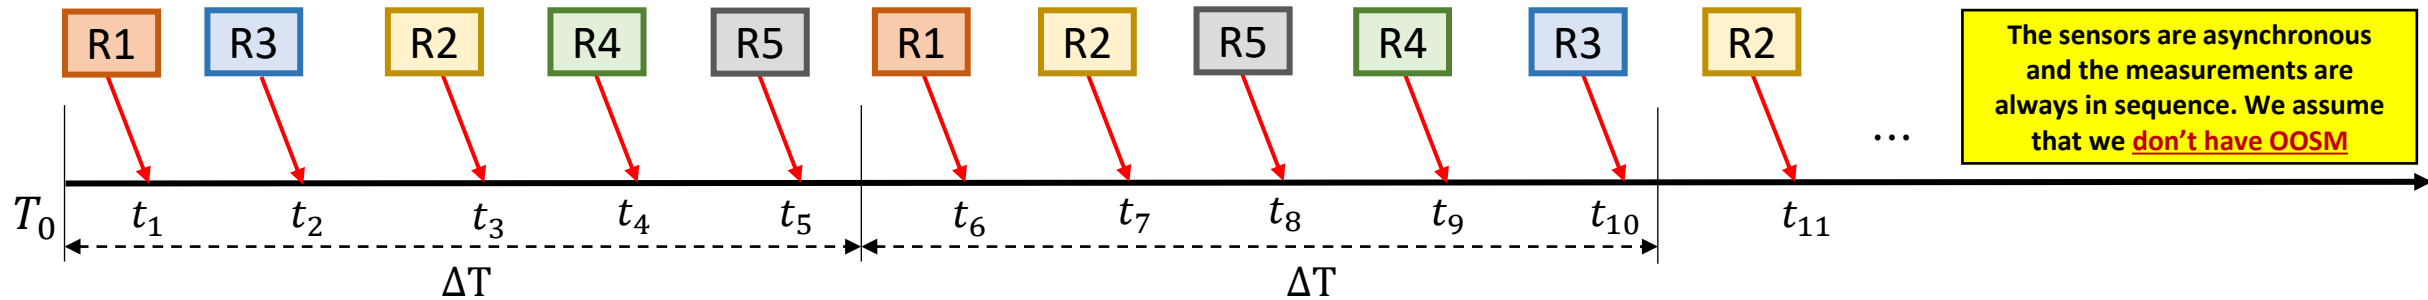 R1 R3 R2 R4 R5 R1 R2 R5 R4 R3 R2
The sensors are asynchronous
and the measurements are
always in sequence. We assume
that we don't have OOSM
...
T₀ t₁ t₂ t₃ t₄ t₅ t₆ t₇ t₈ t₉ t₁₀ t₁₁
ΔT ΔT